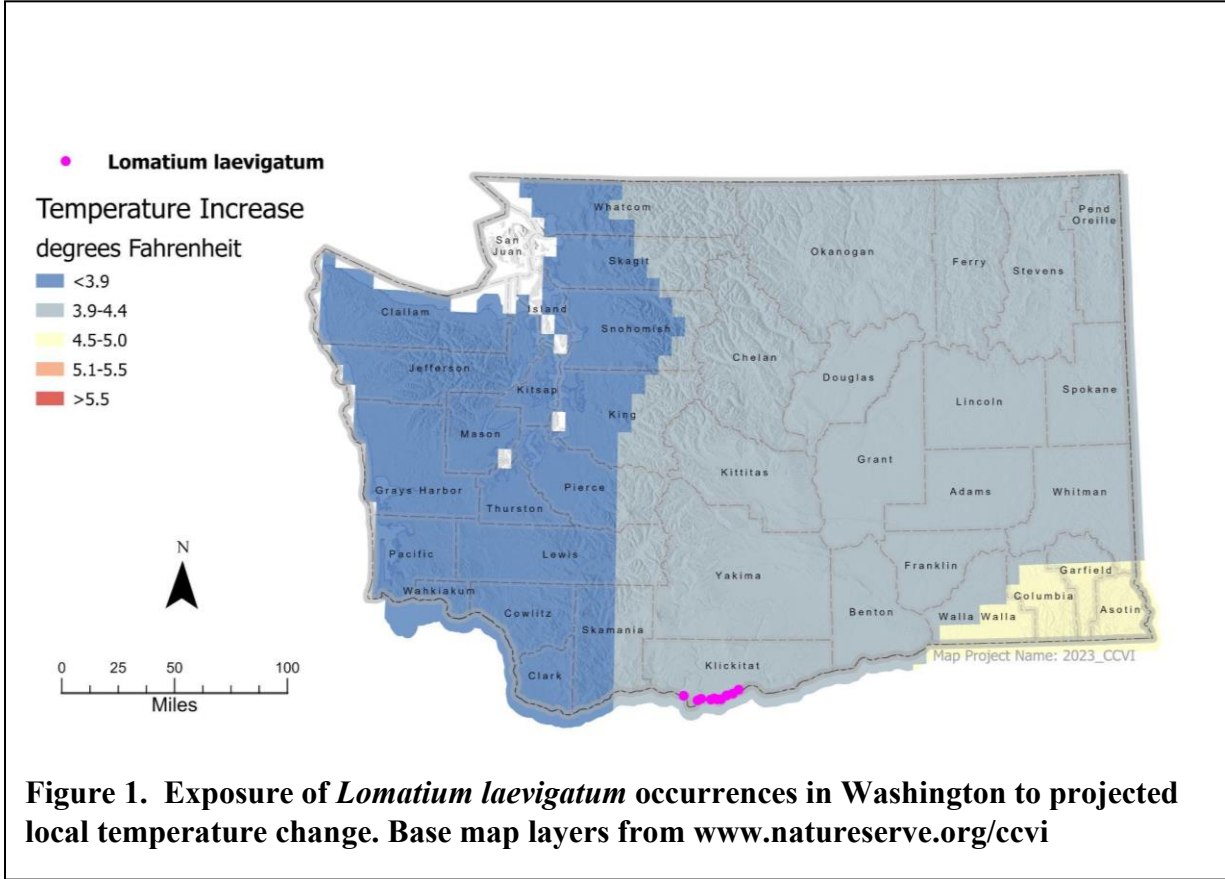 Lomatium laevigatum
Temperature Increase
degrees Fahrenheit
<3.9
3.9-4.4
4.5-5.0
5.1-5.5
>5.5
N
0 25 50 100
Miles
Whatcom
San
Juan
Skagit
Okanogan
Ferry
Stevens
Pend
Oreille
Clallam
Island
Snohomish
Chelan
Jefferson
Kitsap
Douglas
Spokane
Lincoln
King
Mason
Kittitas
Grant
Grays Harbor
Pierce
Adams
Whitman
Thurston
Pacific
Lewis
Yakima
Franklin
Garfield
Wahkiakum
Columbia
Cowlitz
Benton
Walla Walla
Asotin
Skamania
Klickitat
Clark
Map Project Name: 2023_CCVI
Figure 1. Exposure of Lomatium laevigatum occurrences in Washington to projected
local temperature change. Base map layers from www.natureserve.org/ccvi